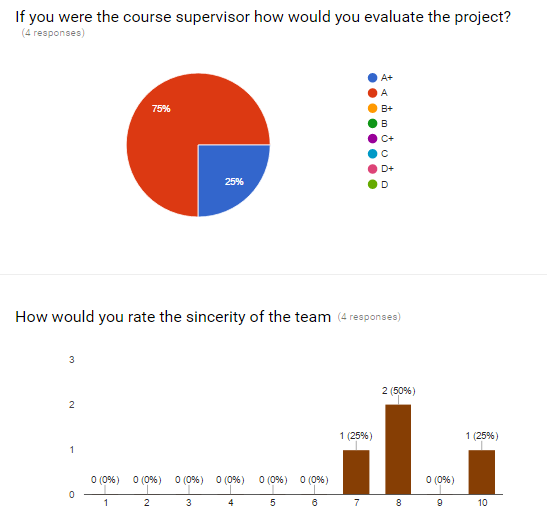 If you were the course supervisor how would you evaluate the project?
(4 responses)
75%
25%
A+
A
B+
B
C+
C
D+
D
How would you rate the sincerity of the team (4 responses)
3
2
1
0
2 (50%)
1 (25%) 1 (25%)
0 (0%) 0 (0%) 0 (0%) 0 (0%) 0 (0%) 0 (0%) 0 (0%)
1 2 3 4 5 6 7 8 9 10